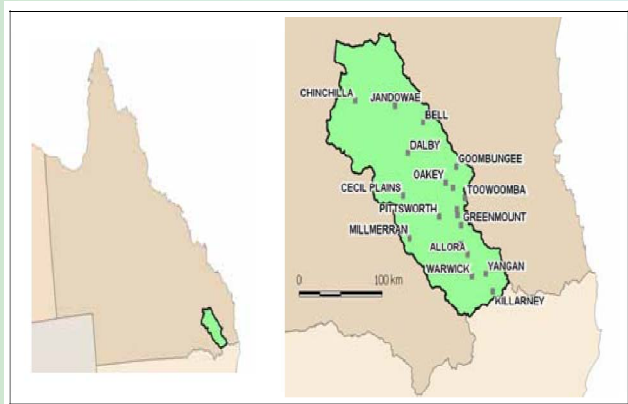 CHINCHILLA
JANDOWAE
BELL
DALBY
GOOMBUNGEE
OAKEY
TOOWOOMBA
CECIL PLAINS
PITTSWORTH
GREENMOUNT
MILLMERRAN
ALLORA
WARWICK
YANGAN
0 100 km
KILLARNEY